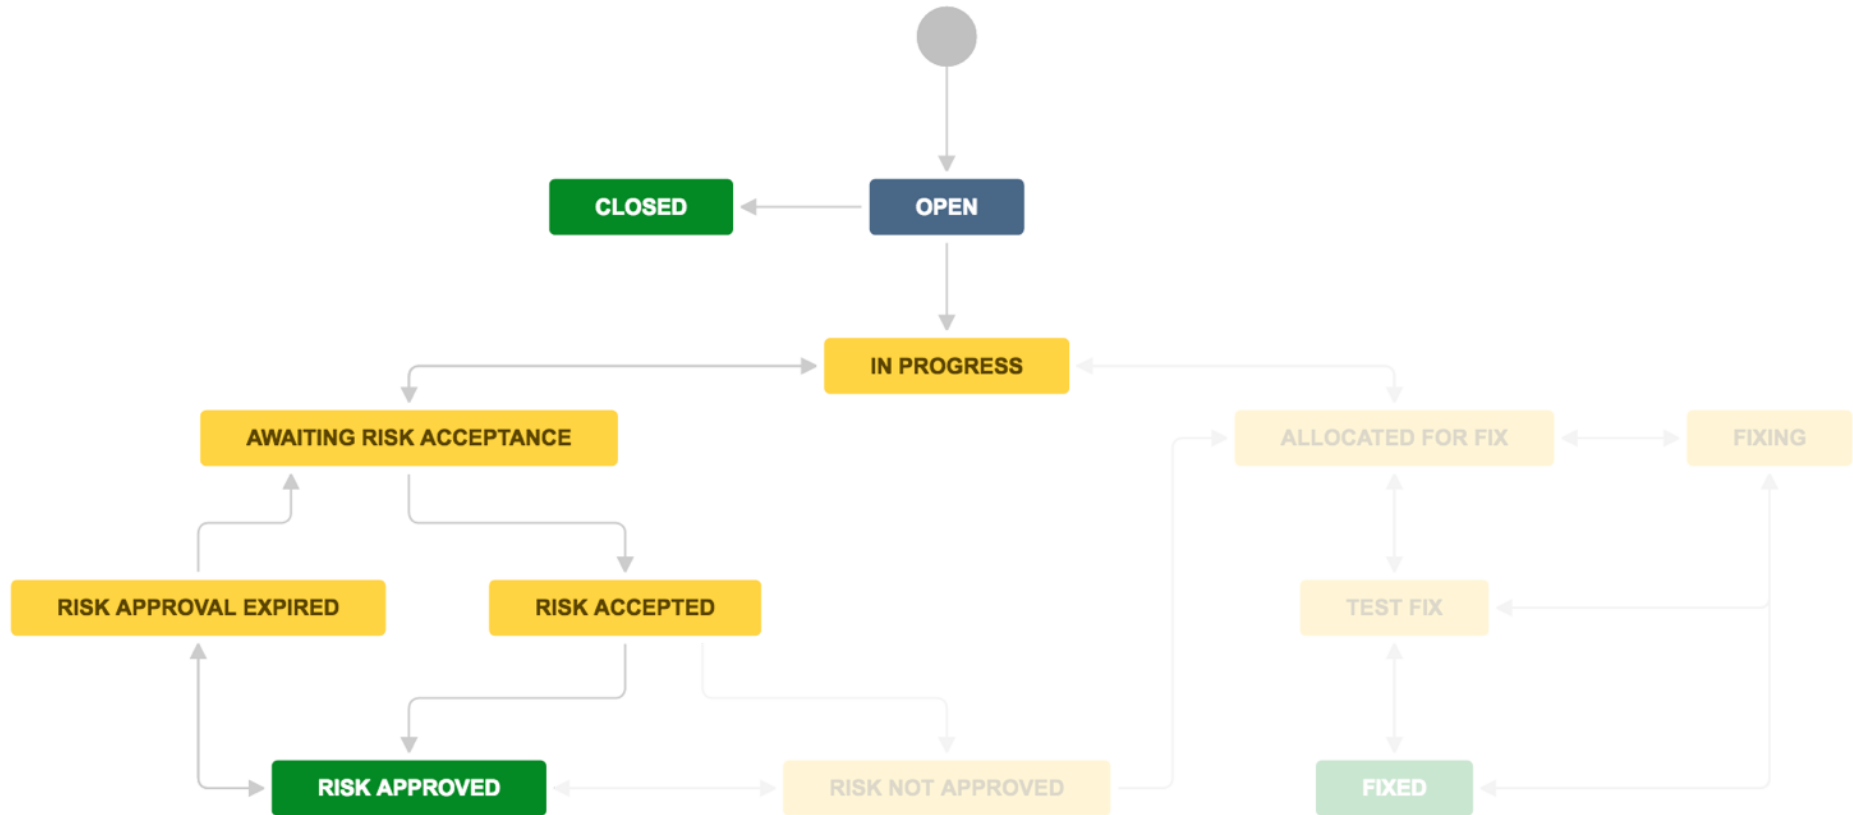 CLOSED
OPEN
IN PROGRESS
AWAITING RISK ACCEPTANCE
ALLOCATED FOR FIX
FIXING
RISK APPROVAL EXPIRED
RISK ACCEPTED
TEST FIX
RISK APPROVED
RISK NOT APPROVED
FIXED